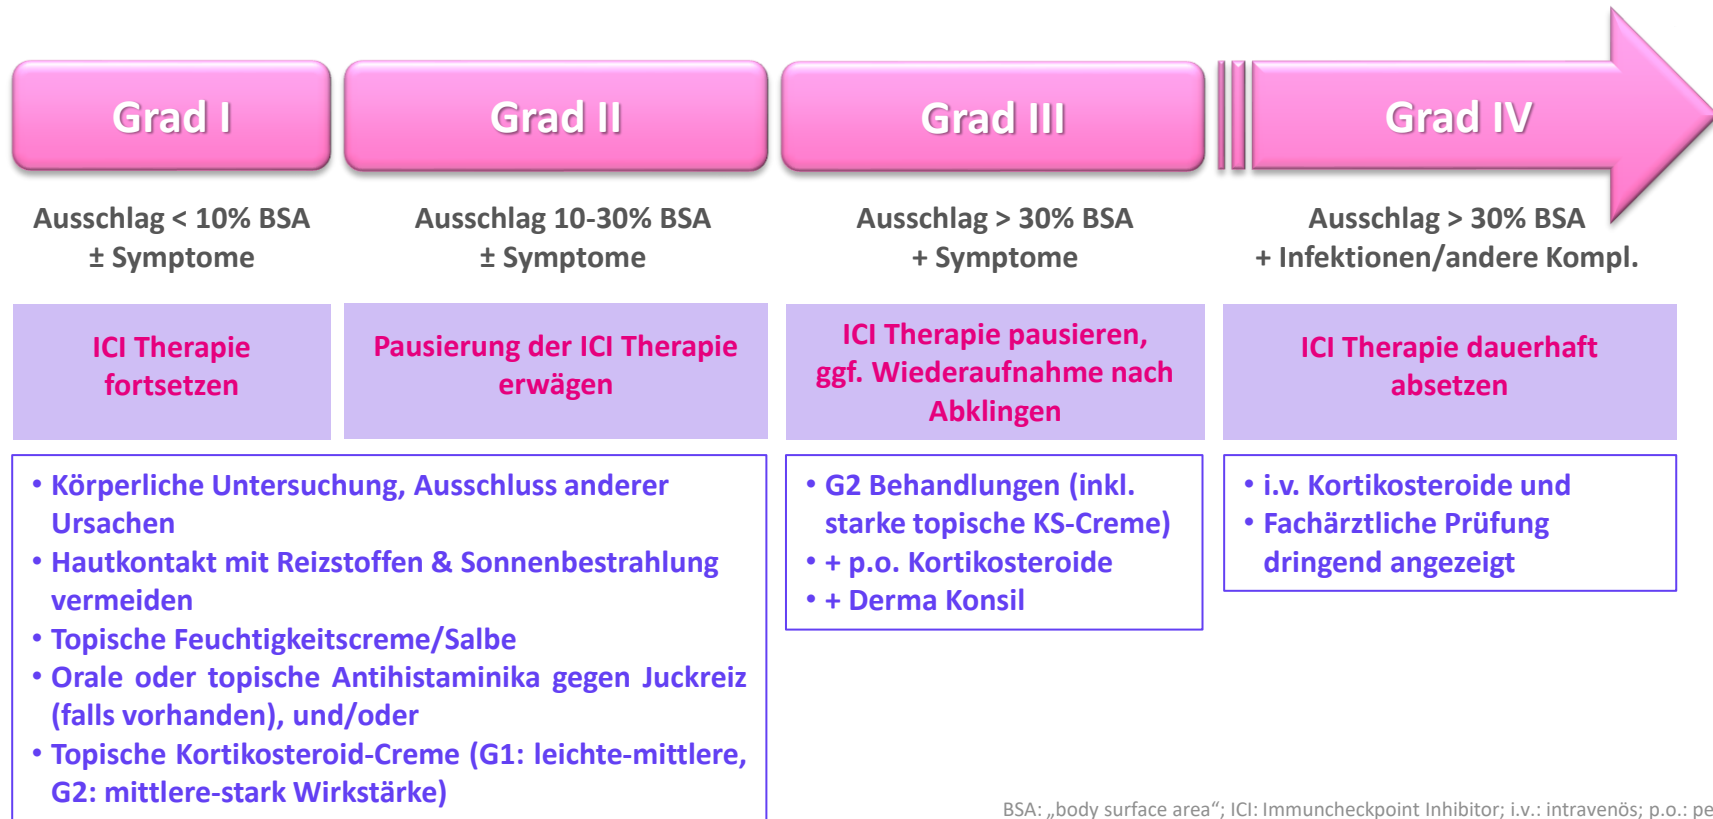 Grad I
Grad II
Grad III
Grad IV
Ausschlag < 10% BSA
± Symptome
Ausschlag 10-30% BSA
± Symptome
Ausschlag > 30% BSA
+ Symptome
Ausschlag > 30% BSA
+ Infektionen/andere Kompl.
ICI Therapie
fortsetzen
Pausierung der ICI Therapie
erwägen
ICI Therapie pausieren,
ggf. Wiederaufnahme nach
Abklingen
ICI Therapie dauerhaft
absetzen
• Körperliche Untersuchung, Ausschluss anderer
Ursachen
• Hautkontakt mit Reizstoffen & Sonnenbestrahlung
vermeiden
• Topische Feuchtigkeitscreme/Salbe
• Orale oder topische Antihistaminika gegen Juckreiz
(falls vorhanden), und/oder
• Topische Kortikosteroid-Creme (G1: leichte-mittlere,
G2: mittlere-stark Wirkstärke)
• G2 Behandlungen (inkl.
starke topische KS-Creme)
• + p.o. Kortikosteroide
• + Derma Konsil
• i.v. Kortikosteroide und
• Fachärztliche Prüfung
dringend angezeigt
BSA: „body surface area“; ICI: Immuncheckpoint Inhibitor; i.v.: intravenös; p.o.: pe